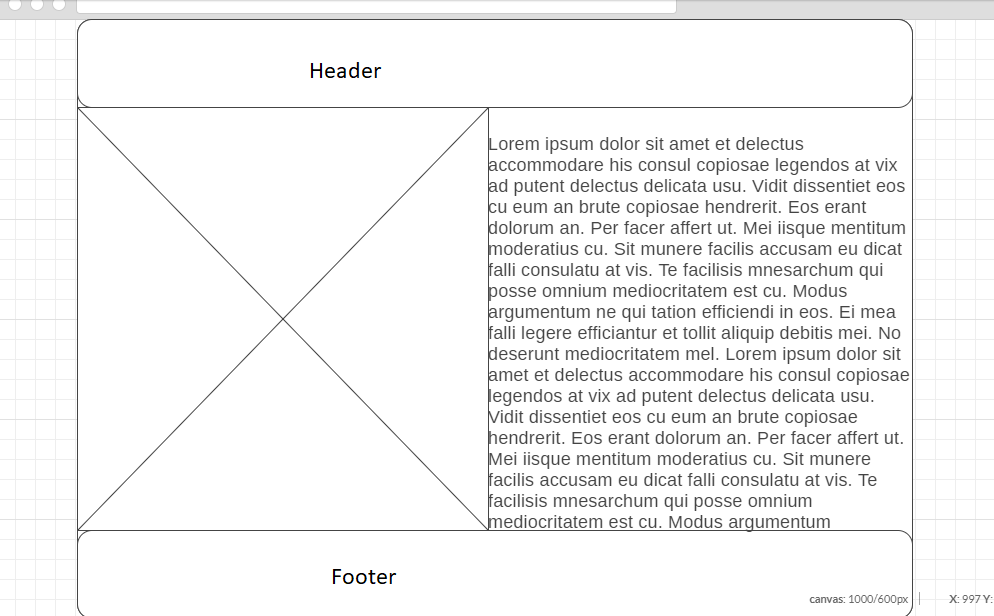 Header
Lorem ipsum dolor sit amet et delectus
accommodare his consul copiosae legendos at vix
ad putent delectus delicata usu. Vidit dissentiet eos
cu eum an brute copiosae hendrerit. Eos erant
dolorum an. Per facer affert ut. Mei iisque mentitum
moderatius cu. Sit munere facilis accusam eu dicat
falli consulatu at vis. Te facilisis mnesarchum qui
posse omnium mediocritatem est cu. Modus
argumentum ne qui tation efficiendi in eos. Ei mea
falli legere efficiantur et tollit aliquip debitis mei. No
deserunt mediocritatem mel. Lorem ipsum dolor sit
amet et delectus accommodare his consul copiosae
legendos at vix ad putent delectus delicata usu.
Vidit dissentiet eos cu eum an brute copiosae
hendrerit. Eos erant dolorum an. Per facer affert ut.
Mei iisque mentitum moderatius cu. Sit munere
facilis accusam eu dicat falli consulatu at vis. Te
facilisis mnesarchum qui posse omnium
mediocritatem est cu. Modus argumentum
Footer
canvas: 1000/600px X: 997 Y: